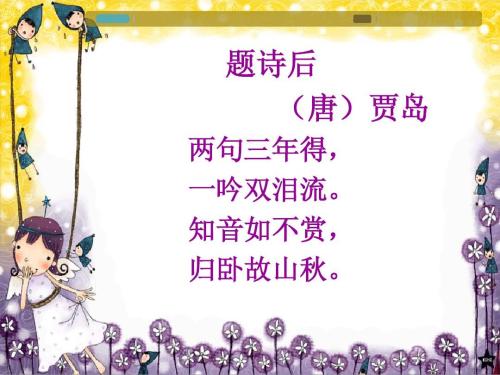 题诗后
（唐）贾岛
两句三年得，
一吟双泪流。
知音如不赏，
归卧故山秋。